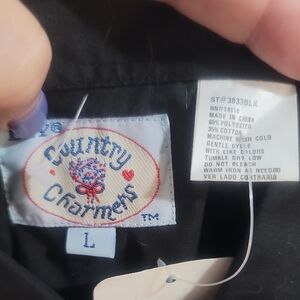 ®
Country
Charmers
TM
L
ST#3833BLK
RN#16110
MADE IN CHINA
65% POLYESTER
35% COTTON
MACHINE WASH COLD
GENTLE CYCLE
WITH LIKE COLORS
TUMBLE DRY LOW
DO NOT BLEACH
WARM IRON AS NEEDED
VER LADO CONTRARIO